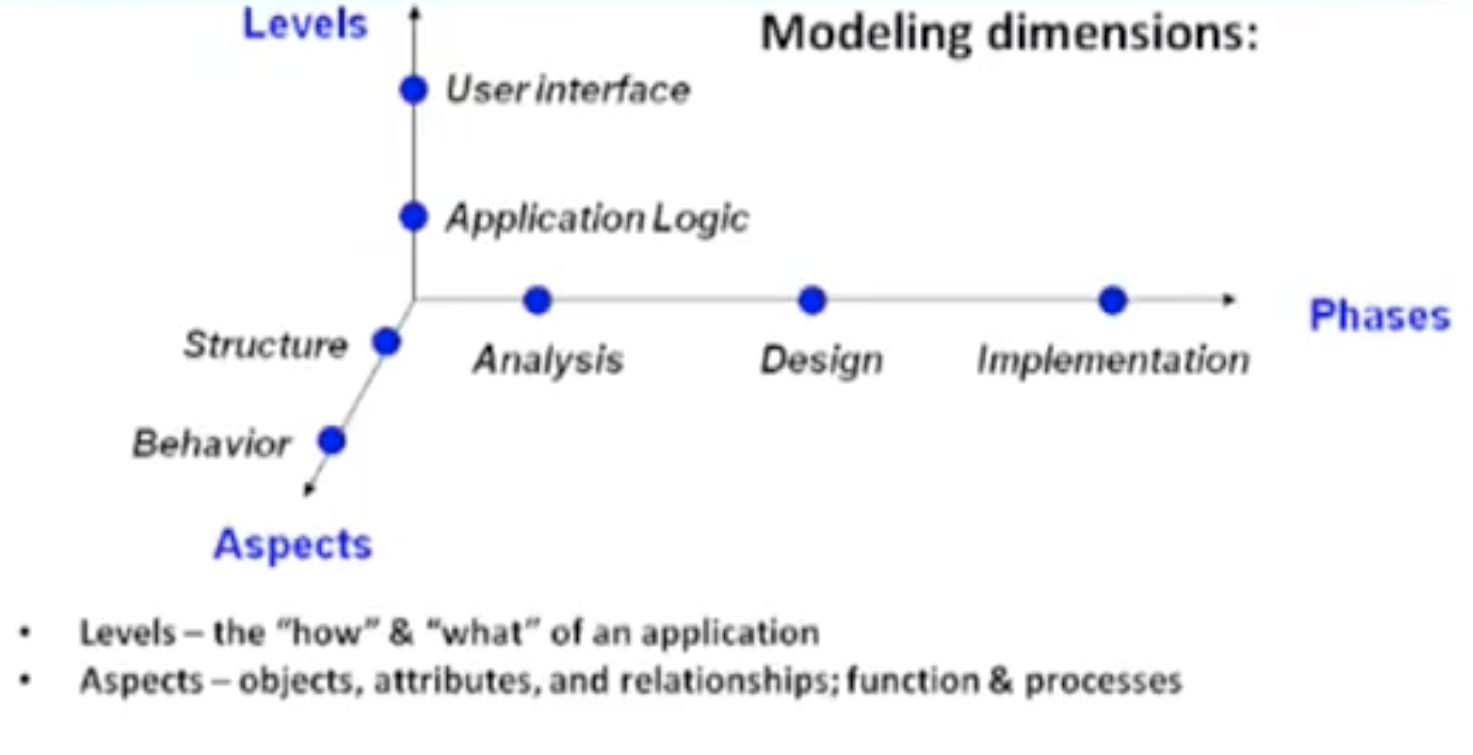 Levels
Modeling dimensions:
User interface
Application Logic
Phases
Structure
Analysis
Design
Implementation
Behavior
Aspects
• Levels – the “how” & “what” of an application
• Aspects – objects, attributes, and relationships; function & processes